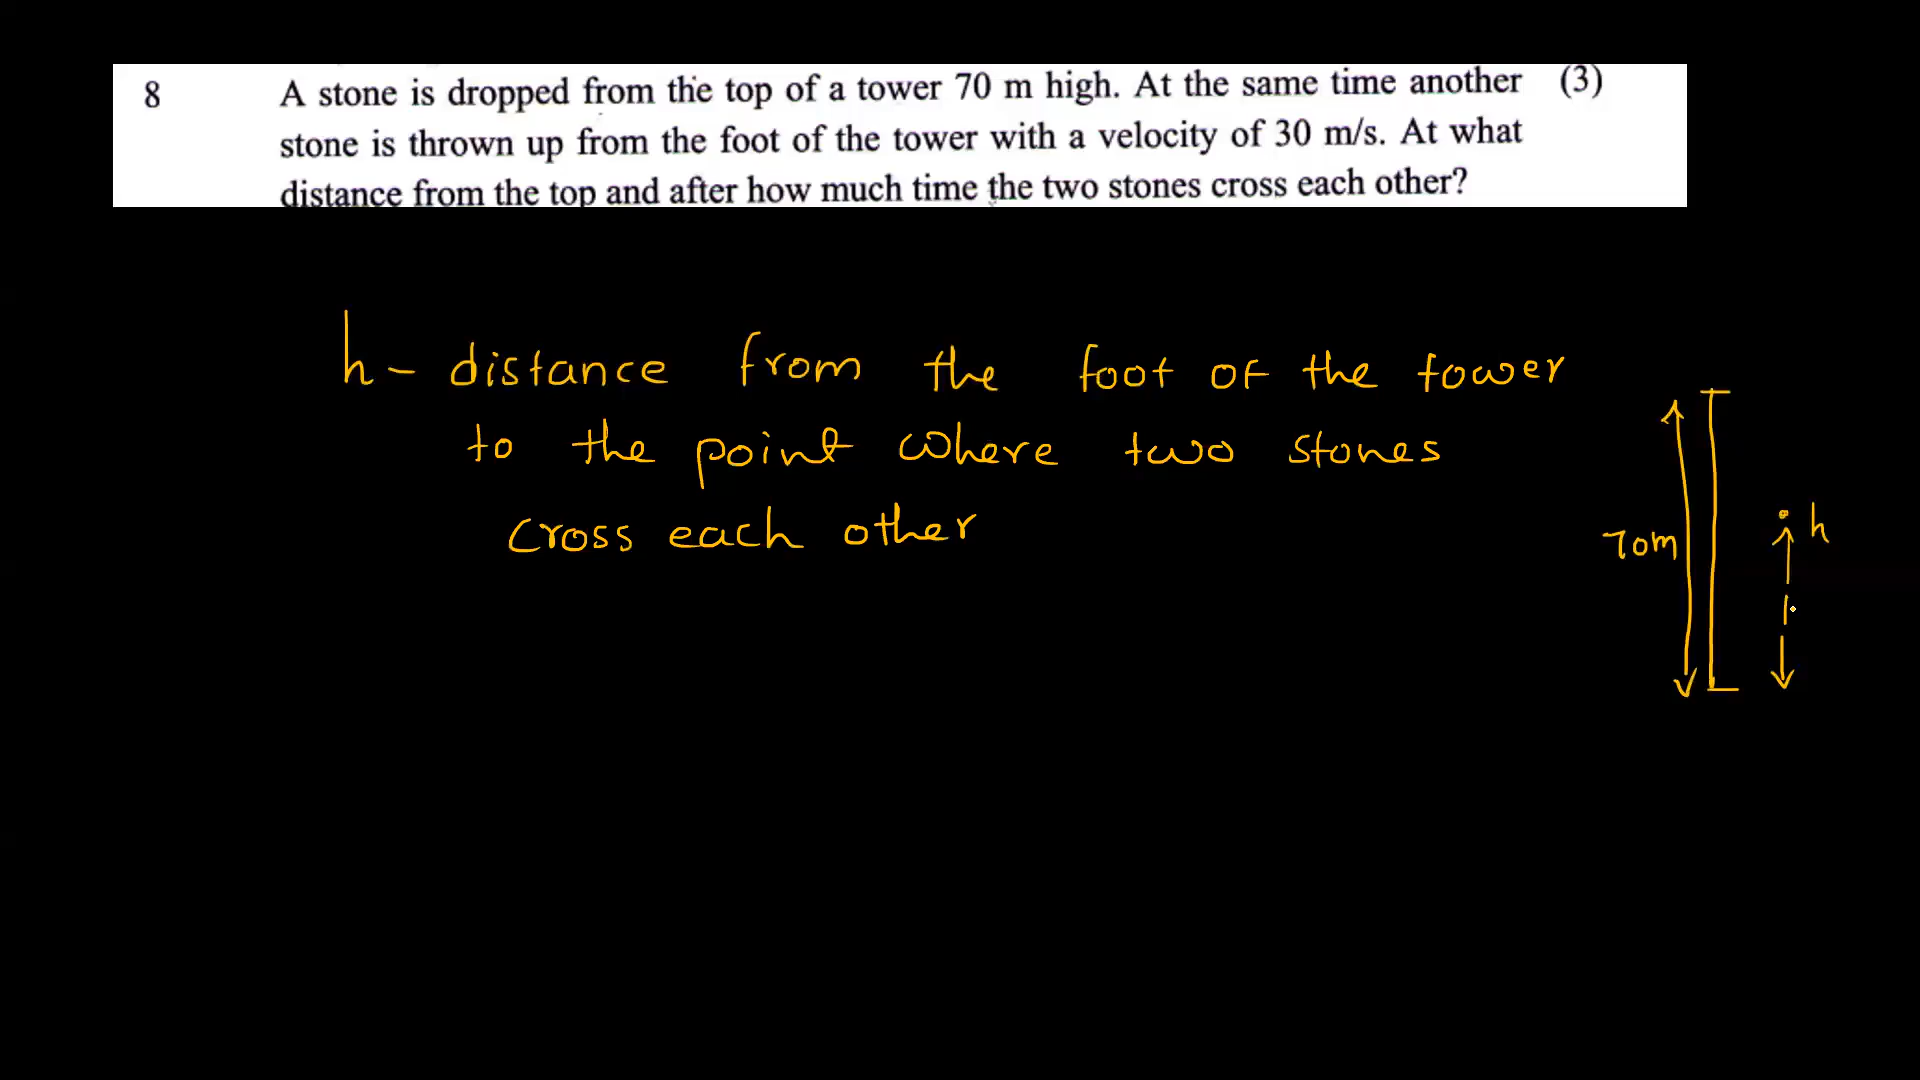 8 A stone is dropped from the top of a tower 70 m high. At the same time another (3)
stone is thrown up from the foot of the tower with a velocity of 30 m/s. At what
distance from the top and after how much time the two stones cross each other?
h - distance from the foot of the tower
to the point where two stones
cross each other
70m
h